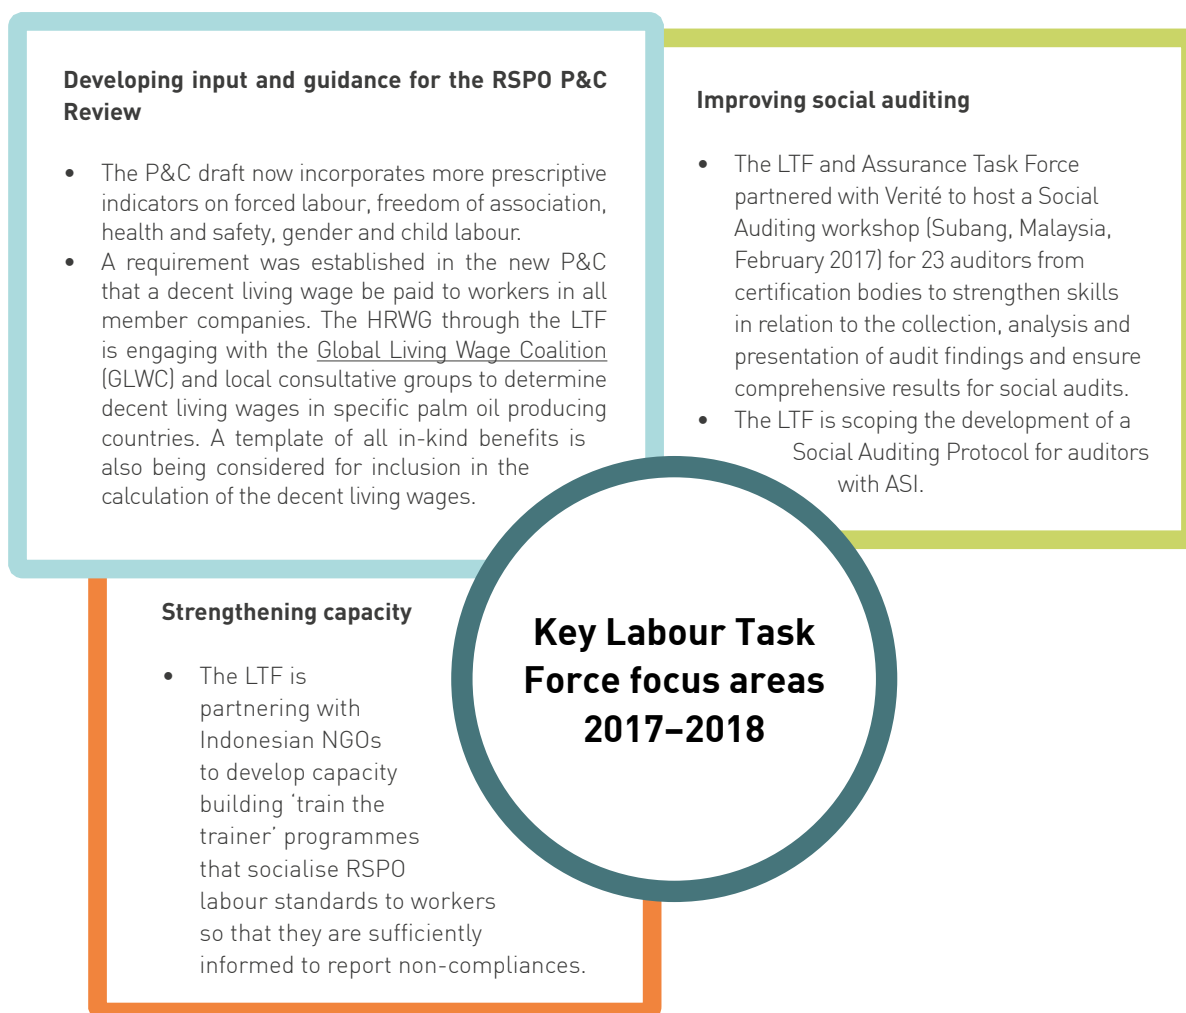 Developing input and guidance for the RSPO P&C
Review
• The P&C draft now incorporates more prescriptive
indicators on forced labour, freedom of association,
health and safety, gender and child labour.
• A requirement was established in the new P&C
that a decent living wage be paid to workers in all
member companies. The HRWG through the LTF
is engaging with the Global Living Wage Coalition
(GLWC) and local consultative groups to determine
decent living wages in specific palm oil producing
countries. A template of all in-kind benefits is
also being considered for inclusion in the
calculation of the decent living wages.
Improving social auditing
• The LTF and Assurance Task Force
partnered with Verité to host a Social
Auditing workshop (Subang, Malaysia,
February 2017) for 23 auditors from
certification bodies to strengthen skills
in relation to the collection, analysis and
presentation of audit findings and ensure
comprehensive results for social audits.
• The LTF is scoping the development of a
Social Auditing Protocol for auditors
with ASI.
Strengthening capacity
• The LTF is
partnering with
Indonesian NGOs
to develop capacity
building ‘train the
trainer’ programmes
that socialise RSPO
labour standards to workers
so that they are sufficiently
informed to report non-compliances.
Key Labour Task
Force focus areas
2017–2018